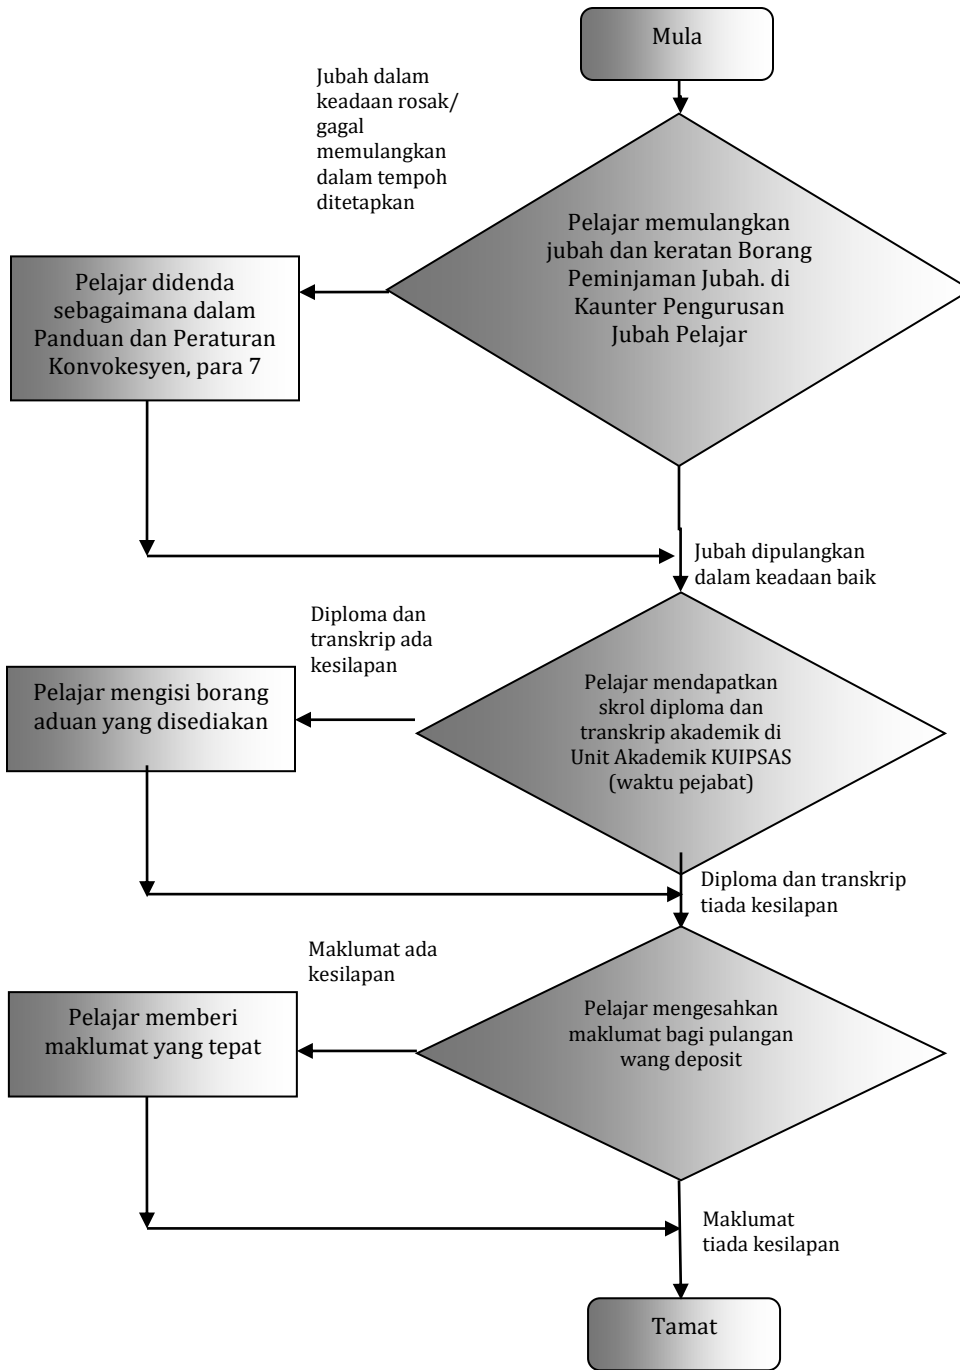 Mula
Jubah dalam
keadaan rosak/
gagal
memulangkan
dalam tempoh
ditetapkan
Pelajar memulangkan
jubah dan keratan Borang
Peminjaman Jubah. di
Kaunter Pengurusan
Jubah Pelajar
Pelajar didenda
sebagaimana dalam
Panduan dan Peraturan
Konvokesyen, para 7
Jubah dipulangkan
dalam keadaan baik
Diploma dan
transkrip ada
kesilapan
Pelajar mendapatkan
skrol diploma dan
transkrip akademik di
Unit Akademik KUIPSAS
(waktu pejabat)
Pelajar mengisi borang
aduan yang disediakan
Diploma dan transkrip
tiada kesilapan
Maklumat ada
kesilapan
Pelajar mengesahkan
maklumat bagi pulangan
wang deposit
Pelajar memberi
maklumat yang tepat
Maklumat
tiada kesilapan
Tamat